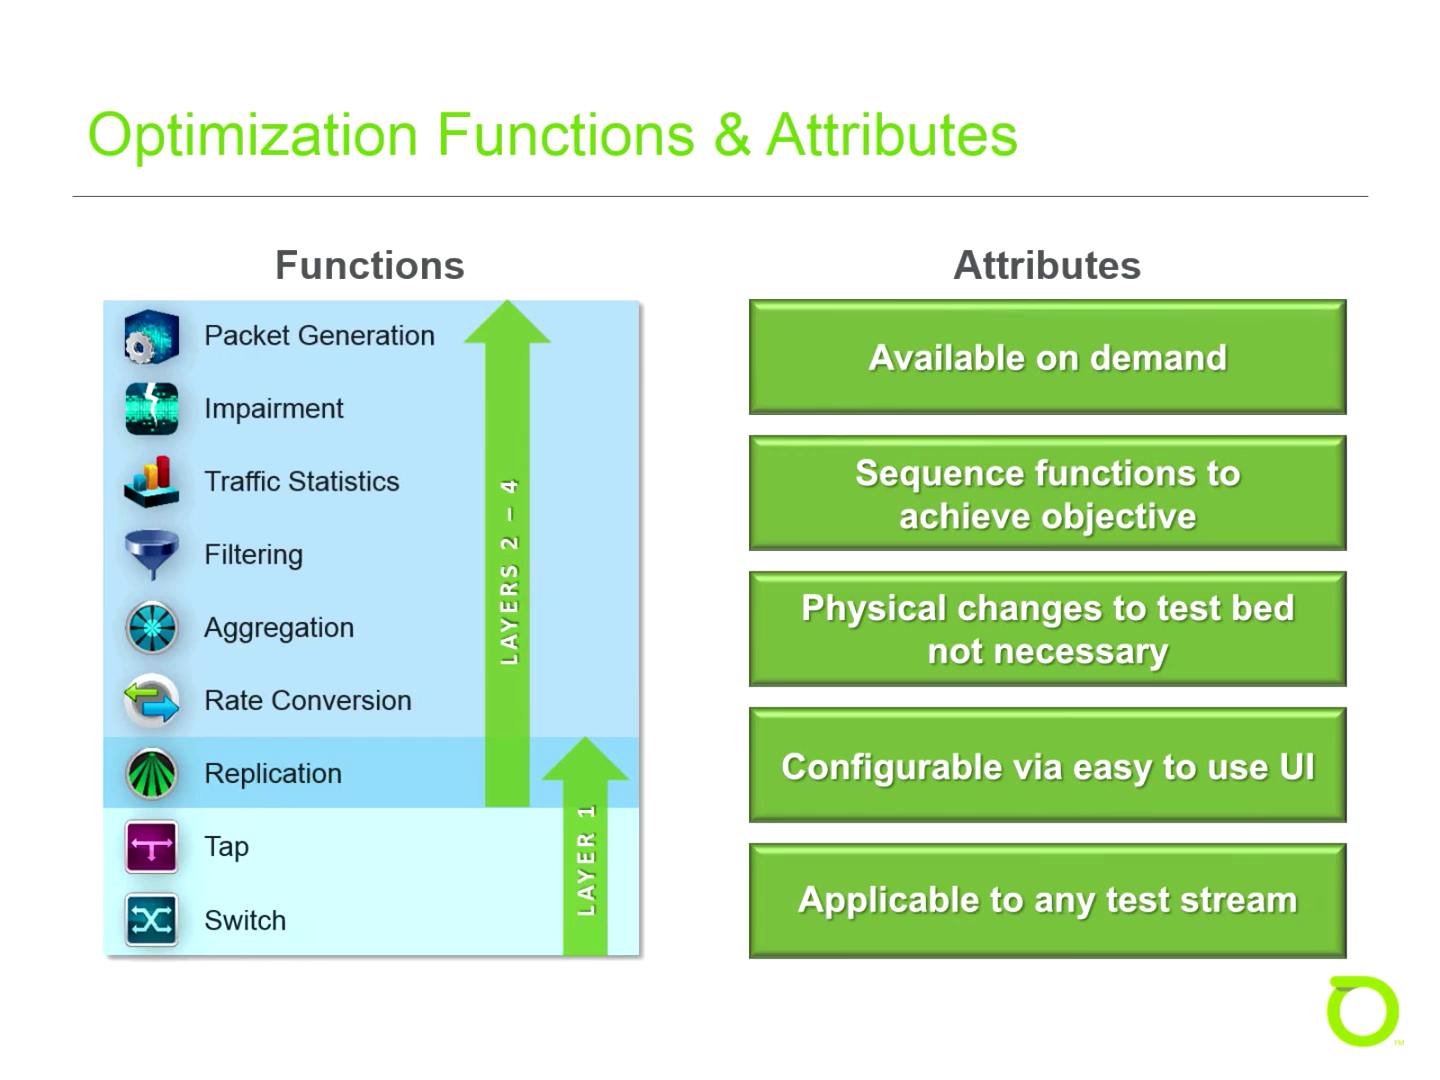 Optimization Functions & Attributes
Functions
Packet Generation
Impairment
Traffic Statistics
Filtering
Aggregation
Rate Conversion
Replication
Tap
Switch
LAYERS 2 – 4
LAYER 1
Attributes
Available on demand
Sequence functions to
achieve objective
Physical changes to test bed
not necessary
Configurable via easy to use UI
Applicable to any test stream
TM